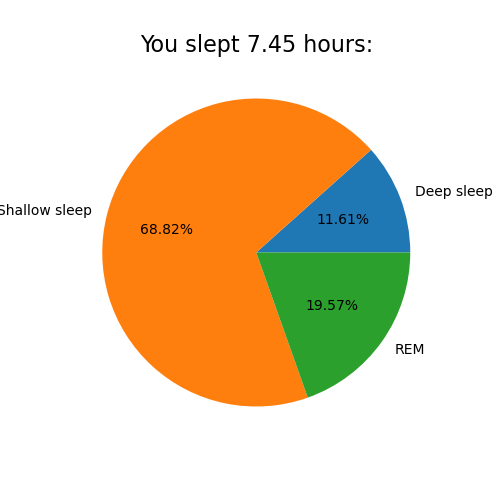 You slept 7.45 hours:
Deep sleep
Shallow sleep
11.61%
68.82%
19.57%
REM